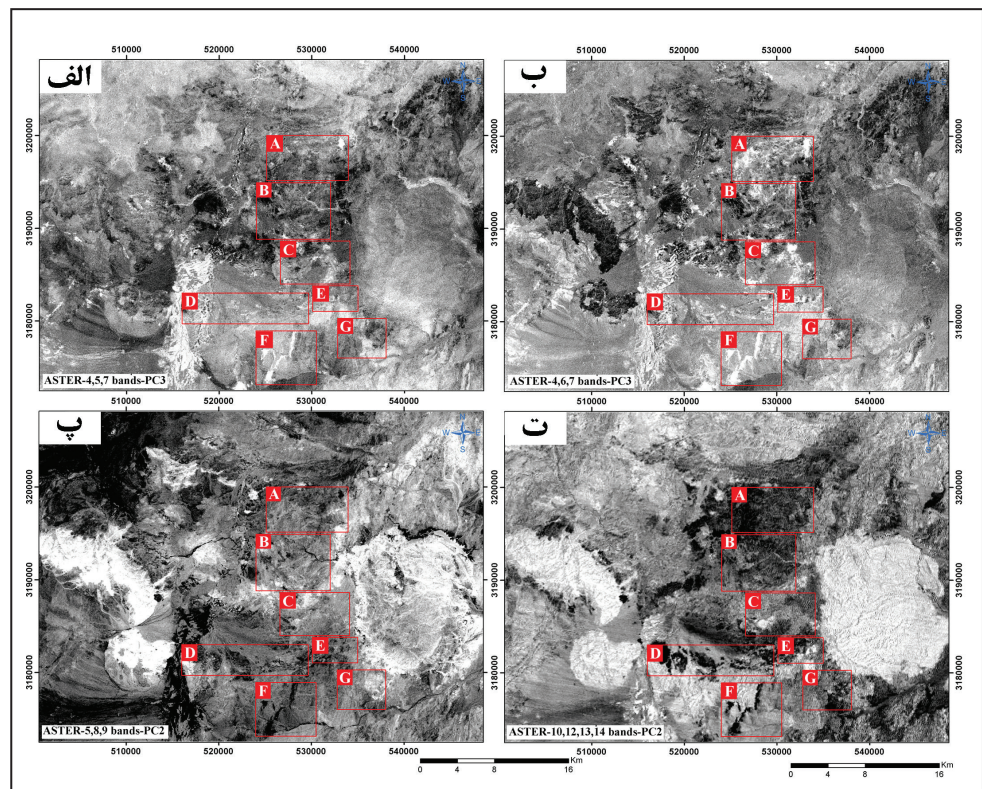 510000 520000 530000 540000
510000 520000 530000 540000
الف
ب
N
W E
S
N
W E
S
3200000
3190000
3180000
3200000
3190000
3180000
A
B
C
D
E
F
G
A
B
C
D
E
F
G
ASTER-4,5,7 bands-PC3
ASTER-4,6,7 bands-PC3
پ
ت
N
W E
S
N
W E
S
3200000
3190000
3180000
3200000
3190000
3180000
A
B
C
D
E
F
G
A
B
C
D
E
F
G
ASTER-5,8,9 bands-PC2
ASTER-10,12,13,14 bands-PC2
510000 520000 530000 540000
510000 520000 530000 540000
Km
0 4 8 16
Km
0 4 8 16